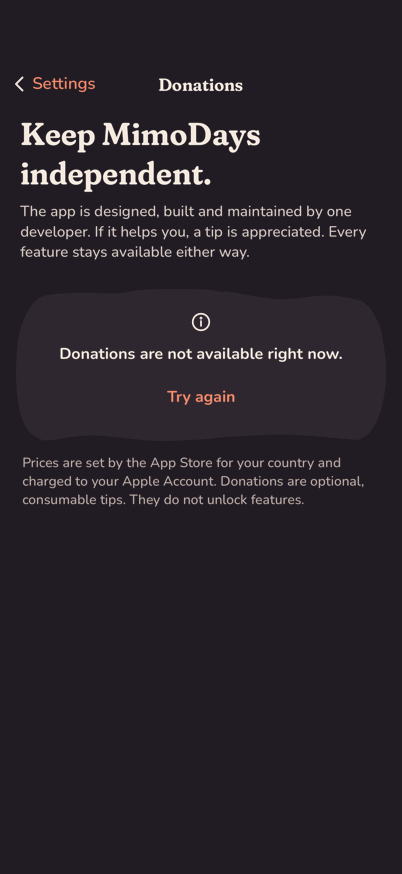 Settings
Donations
Keep MimoDays
independent.
The app is designed, built and maintained by one
developer. If it helps you, a tip is appreciated. Every
feature stays available either way.
Donations are not available right now.
Try again
Prices are set by the App Store for your country and
charged to your Apple Account. Donations are optional,
consumable tips. They do not unlock features.